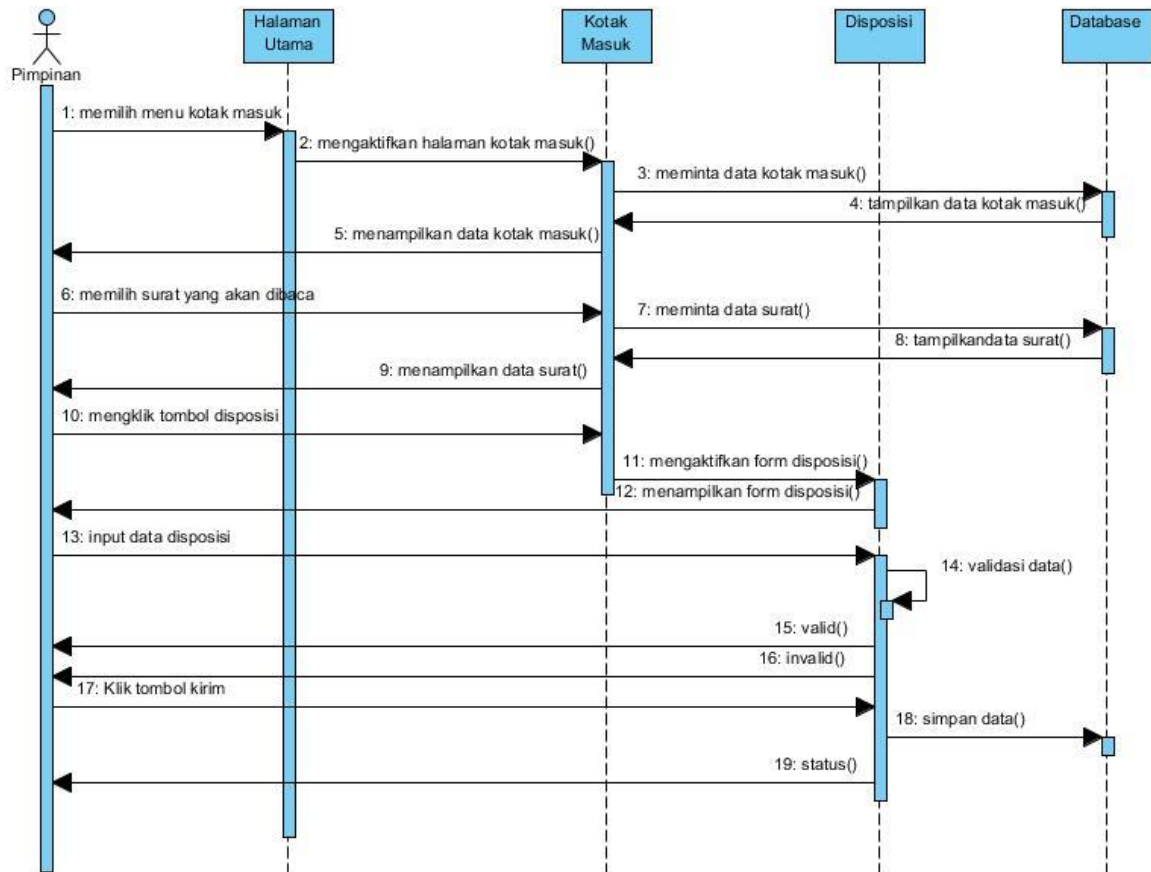 Pimpinan
Halaman
Utama
Kotak
Masuk
Disposisi
Database
1: memilih menu kotak masuk
2: mengaktifkan halaman kotak masuk()
3: meminta data kotak masuk()
4: tampilkan data kotak masuk()
5: menampilkan data kotak masuk()
6: memilih surat yang akan dibaca
7: meminta data surat()
8: tampilkandata surat()
9: menampilkan data surat()
10: mengklik tombol disposisi
11: mengaktifkan form disposisi()
12: menampilkan form disposisi()
13: input data disposisi
14: validasi data()
15: valid()
16: invalid()
17: Klik tombol kirim
18: simpan data()
19: status()